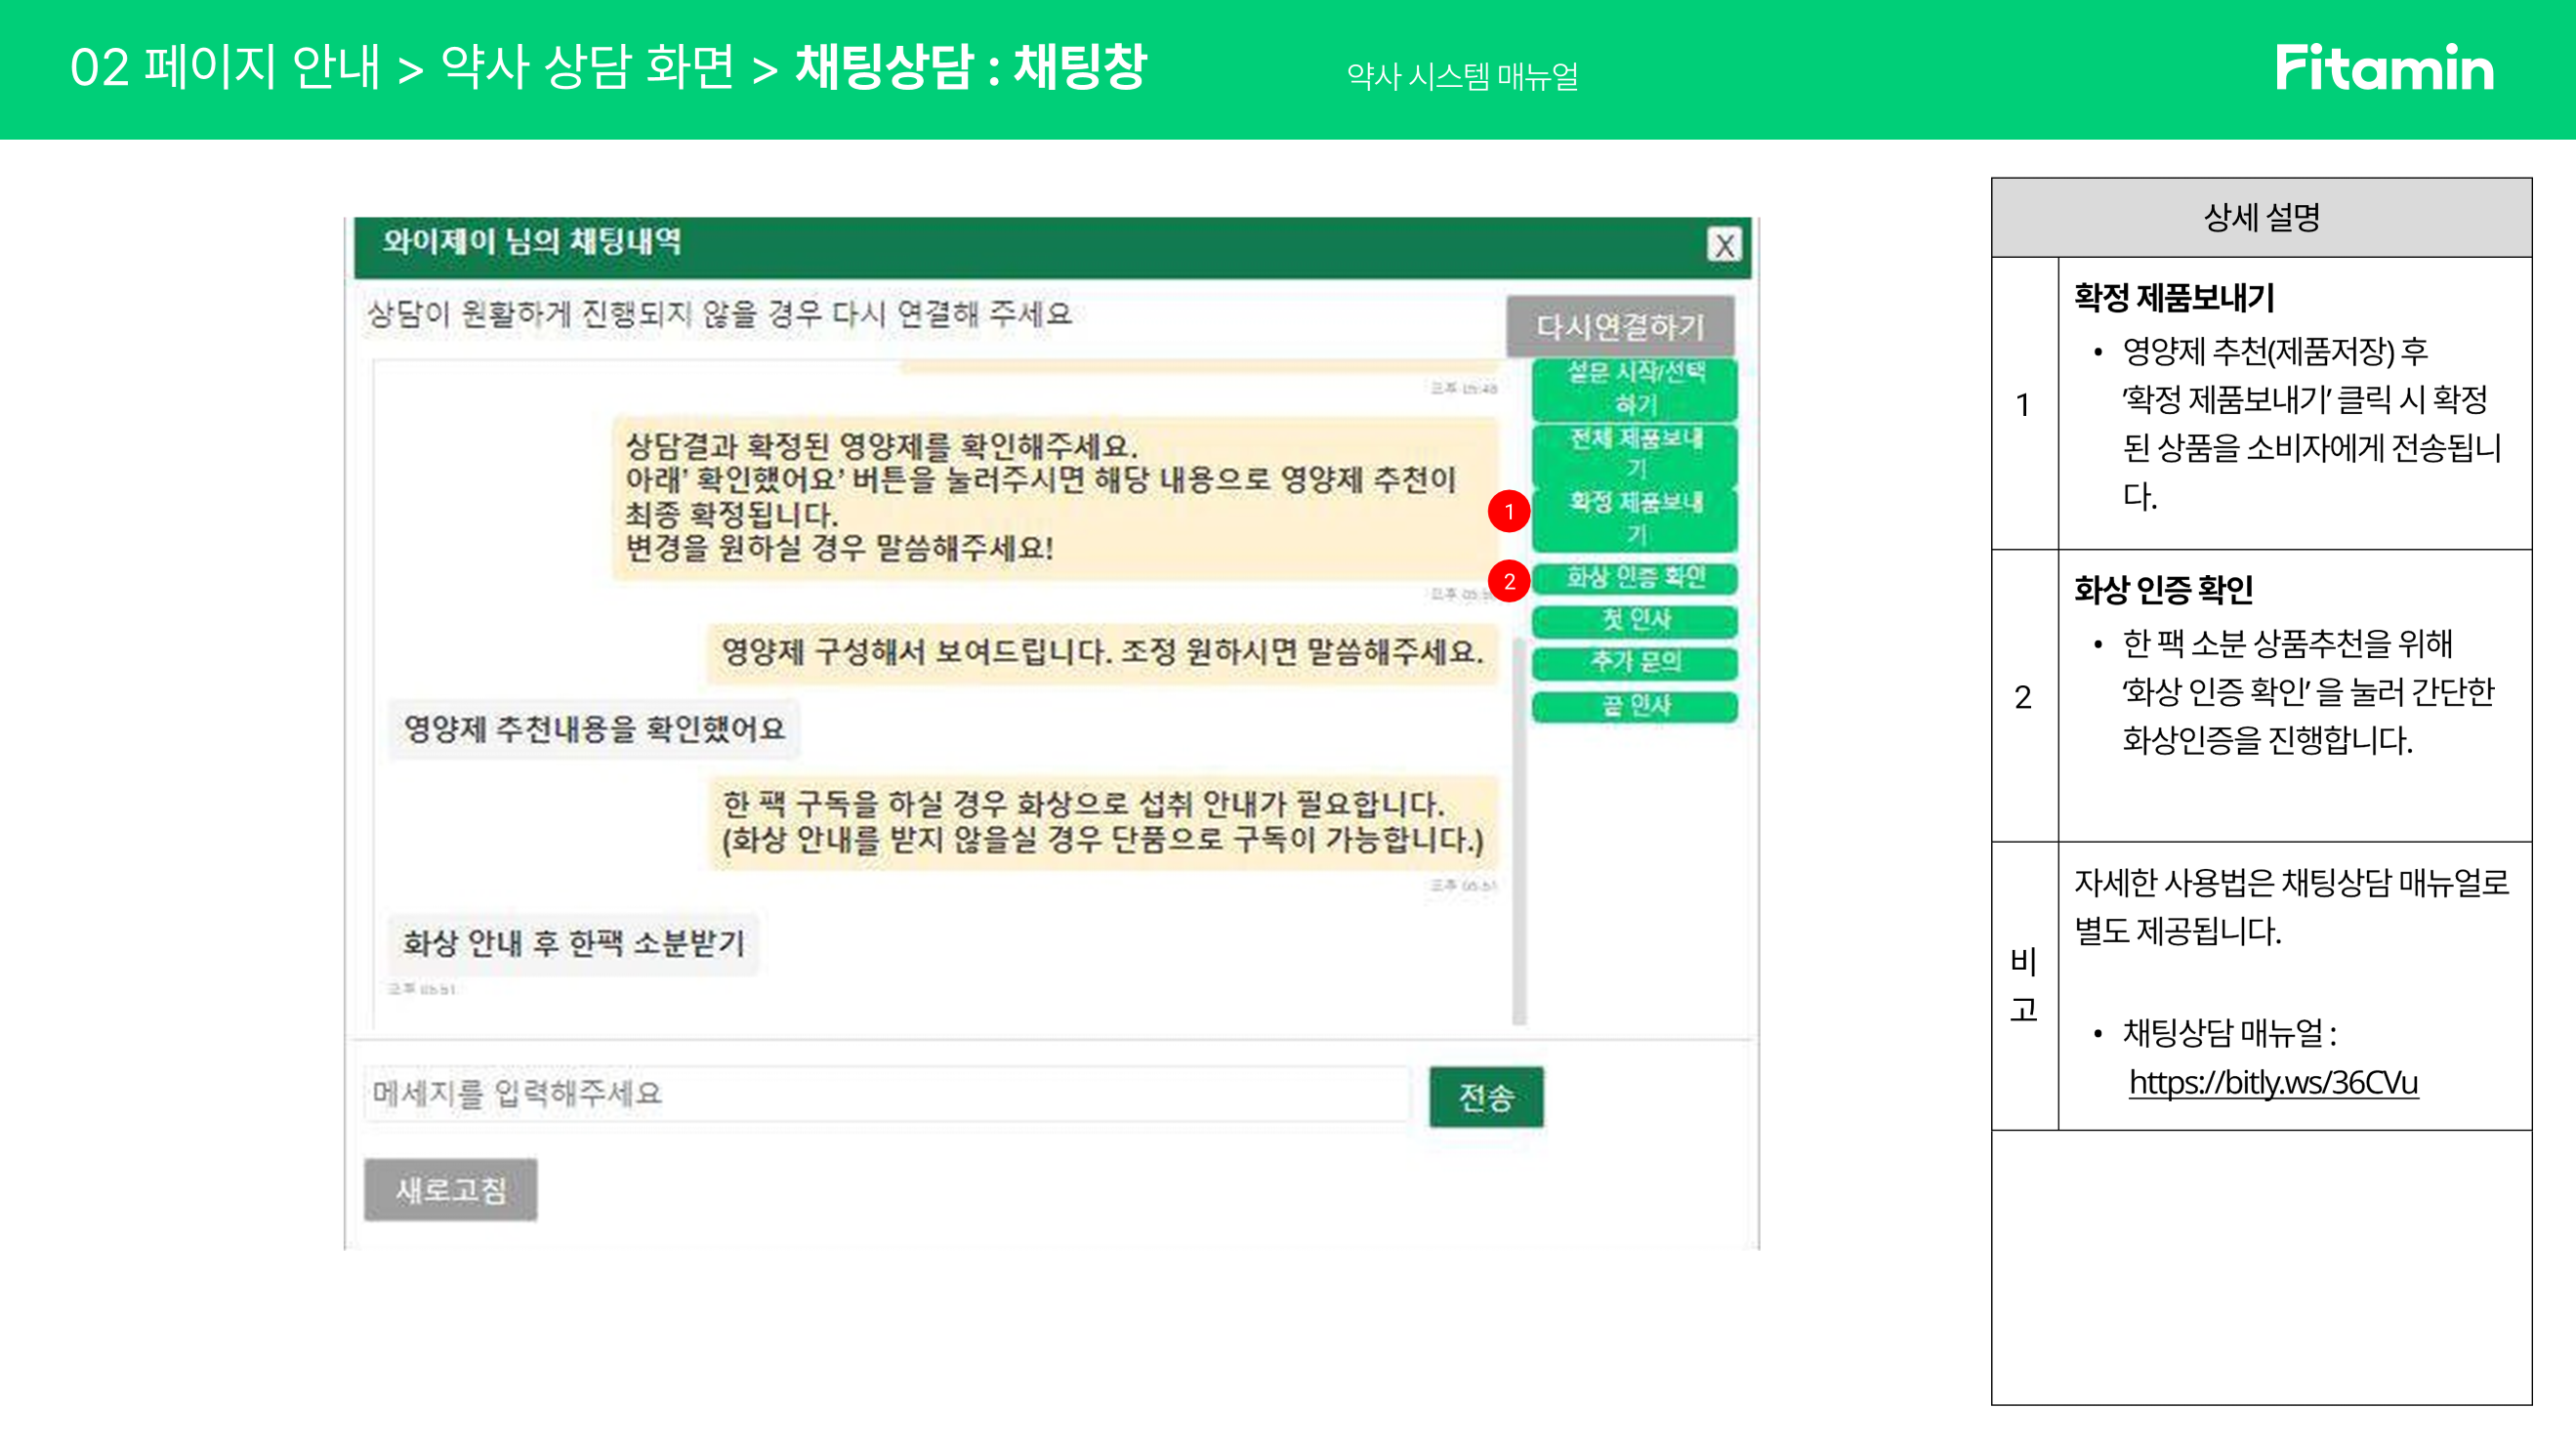 02 페이지 안내 > 약사 상담 화면 > 채팅상담 : 채팅창
약사 시스템 매뉴얼
Fitamin
와이제이 님의 채팅내역
X
상담이 원활하게 진행되지 않을 경우 다시 연결해 주세요
다시연결하기
설문 시작/선택
하기
전체 제품보내
기
확정 제품보내
기
화상 인증 확인
첫 인사
추가 문의
끝 인사
1
2
상담결과 확정된 영양제를 확인해주세요.
아래’ 확인했어요’ 버튼을 눌러주시면 해당 내용으로 영양제 추천이
최종 확정됩니다.
변경을 원하실 경우 말씀해주세요!
영양제 구성해서 보여드립니다. 조정 원하시면 말씀해주세요.
영양제 추천내용을 확인했어요
한 팩 구독을 하실 경우 화상으로 섭취 안내가 필요합니다.
(화상 안내를 받지 않을실 경우 단품으로 구독이 가능합니다.)
오후 05:51
화상 안내 후 한팩 소분받기
오후 05:51
메세지를 입력해주세요
전송
새로고침
상세 설명
1
확정 제품보내기
• 영양제 추천(제품저장) 후
’확정 제품보내기’ 클릭 시 확정
된 상품을 소비자에게 전송됩니
다.
2
화상 인증 확인
• 한 팩 소분 상품추천을 위해
‘화상 인증 확인’ 을 눌러 간단한
화상인증을 진행합니다.
비
고
자세한 사용법은 채팅상담 매뉴얼로
별도 제공됩니다.
• 채팅상담 매뉴얼 :
https://bitly.ws/36CVu